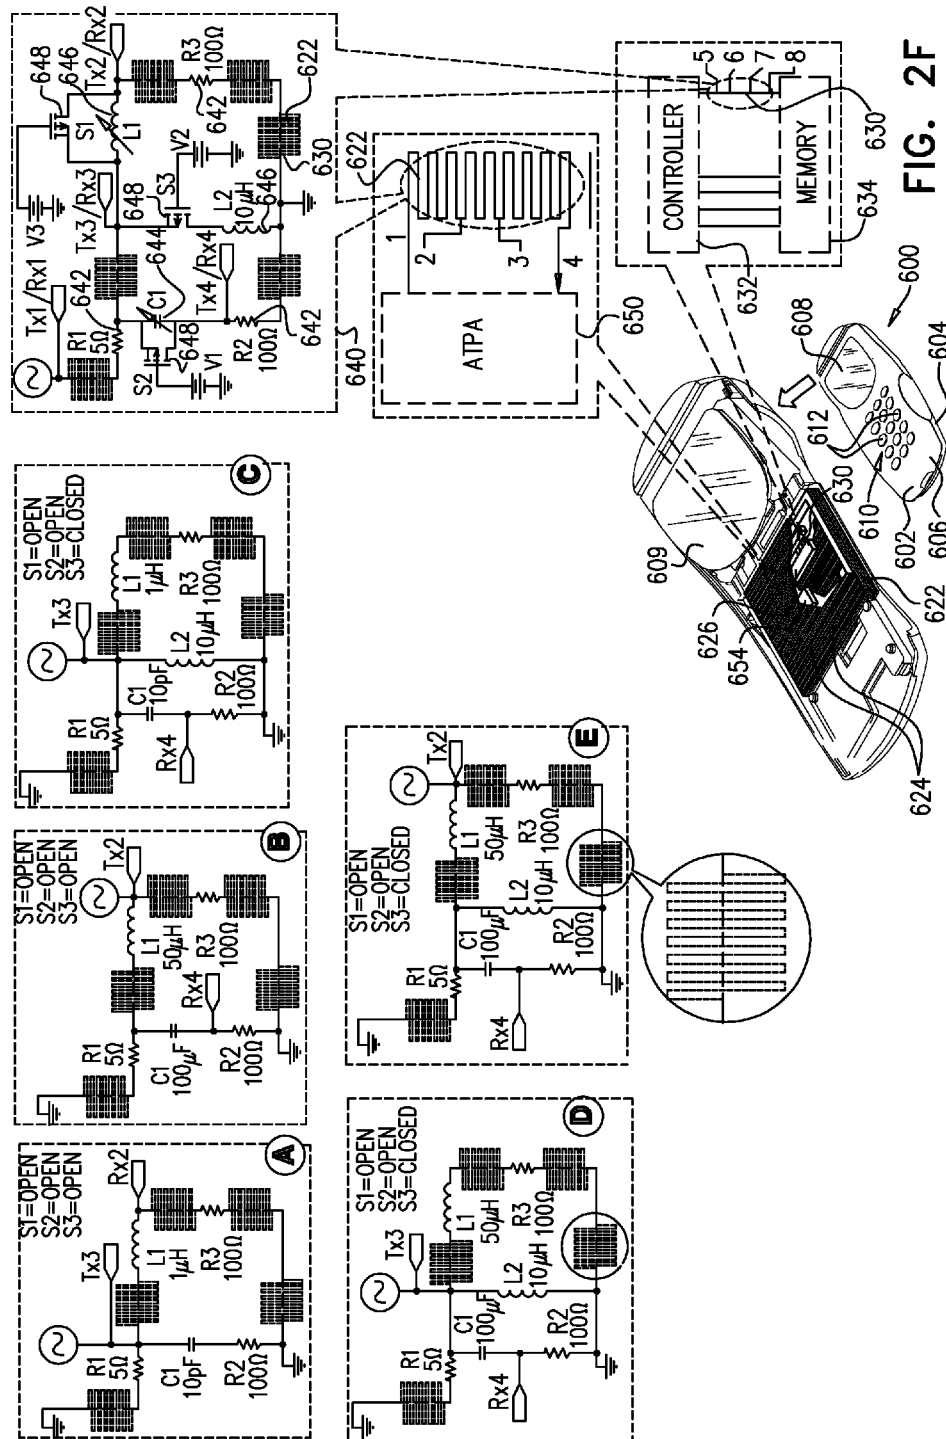 S1=OPEN
S2=OPEN
S3=OPEN
A
Tx3
Rx2
R1
5Ω
L1
1μH
C1
10pF
R2
100Ω
R3
100Ω
S1=OPEN
S2=OPEN
S3=OPEN
B
Tx2
Rx4
R1
5Ω
L1
50μH
C1
100μF
R2
100Ω
R3
100Ω
S1=OPEN
S2=OPEN
S3=CLOSED
C
Tx3
Rx4
R1
5Ω
L1
1μH
C1
10pF
L2
10μH
R2
100Ω
R3
100Ω
Tx1/Rx1
V3
S1
648
646
Tx2/Rx2
642
R1
5Ω
Tx3/Rx3
L1
R3
100Ω
648
644
C1
S3
V2
642
622
S2
648
V1
Tx4/Rx4
L2
10μH
646
630
R2
100Ω
642
640
S1=OPEN
S2=OPEN
S3=CLOSED
D
Tx3
Rx4
R1
5Ω
L1
50μH
C1
100μF
L2
10μH
R2
100Ω
R3
100Ω
S1=OPEN
S2=OPEN
S3=CLOSED
E
Tx2
Rx4
R1
5Ω
L1
50μH
C1
100μF
L2
10μH
R2
100Ω
R3
100Ω
ATPA
650
1
2
3
4
622
CONTROLLER
632
MEMORY
634
5
6
7
8
630
609
626
654
624
622
630
600
608
612
610
602
606
604
FIG. 2F